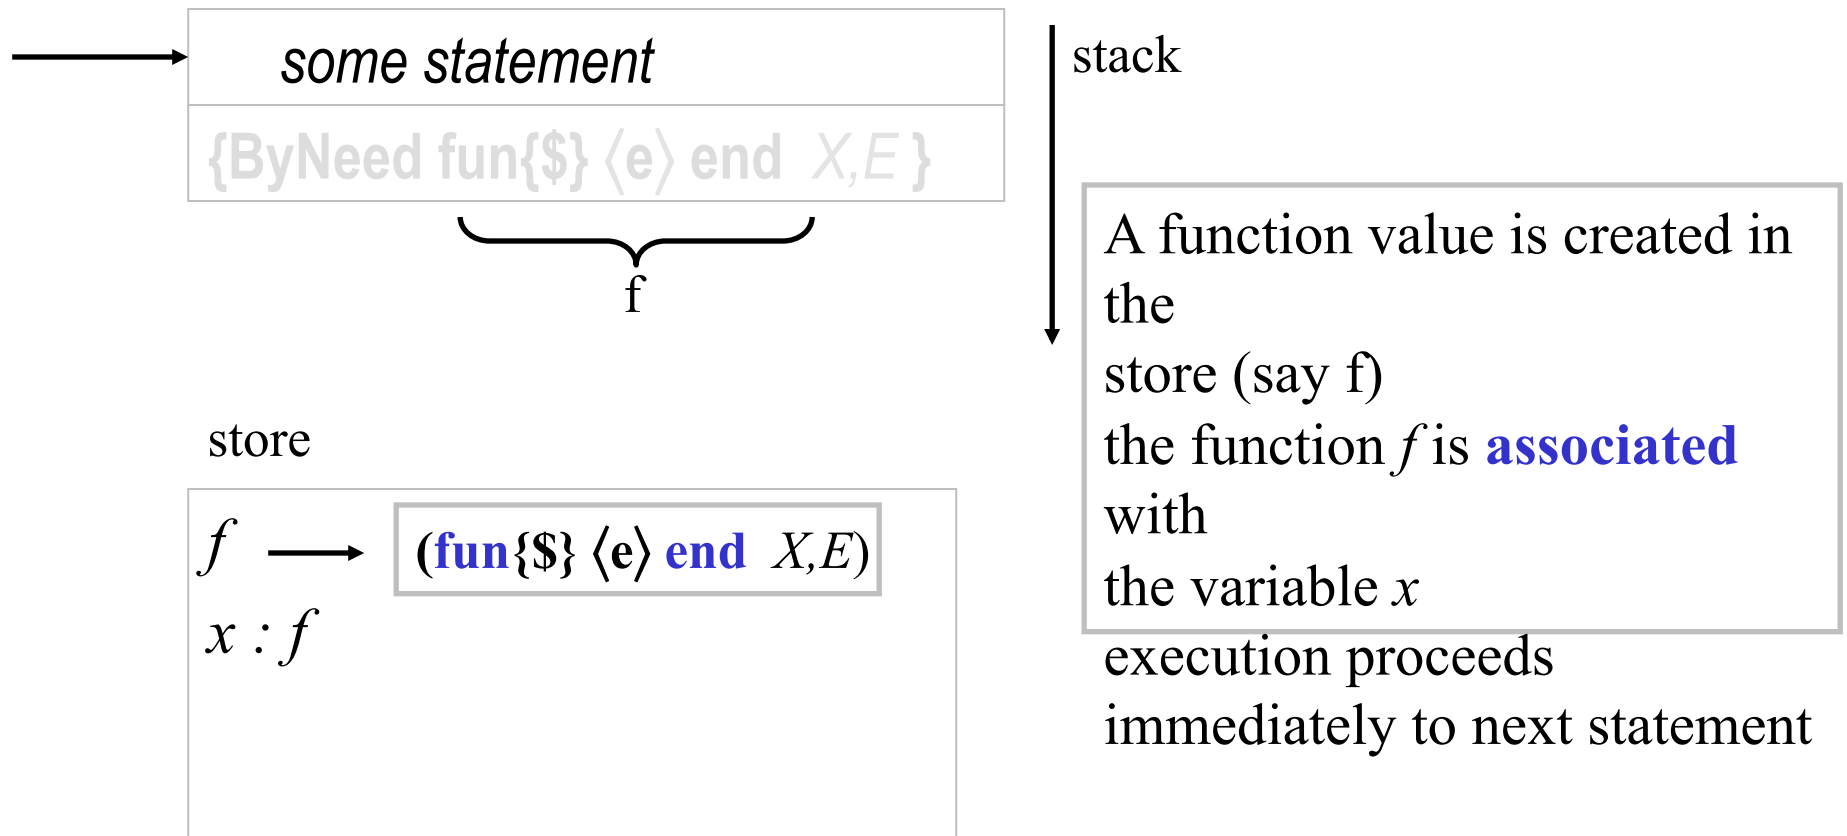 some statement
{ByNeed fun{$} ⟨e⟩ end X,E }
f
stack
A function value is created in
the
store (say f)
the function f is associated
with
the variable x
execution proceeds
immediately to next statement
store
f
(fun{$} ⟨e⟩ end X,E)
x : f